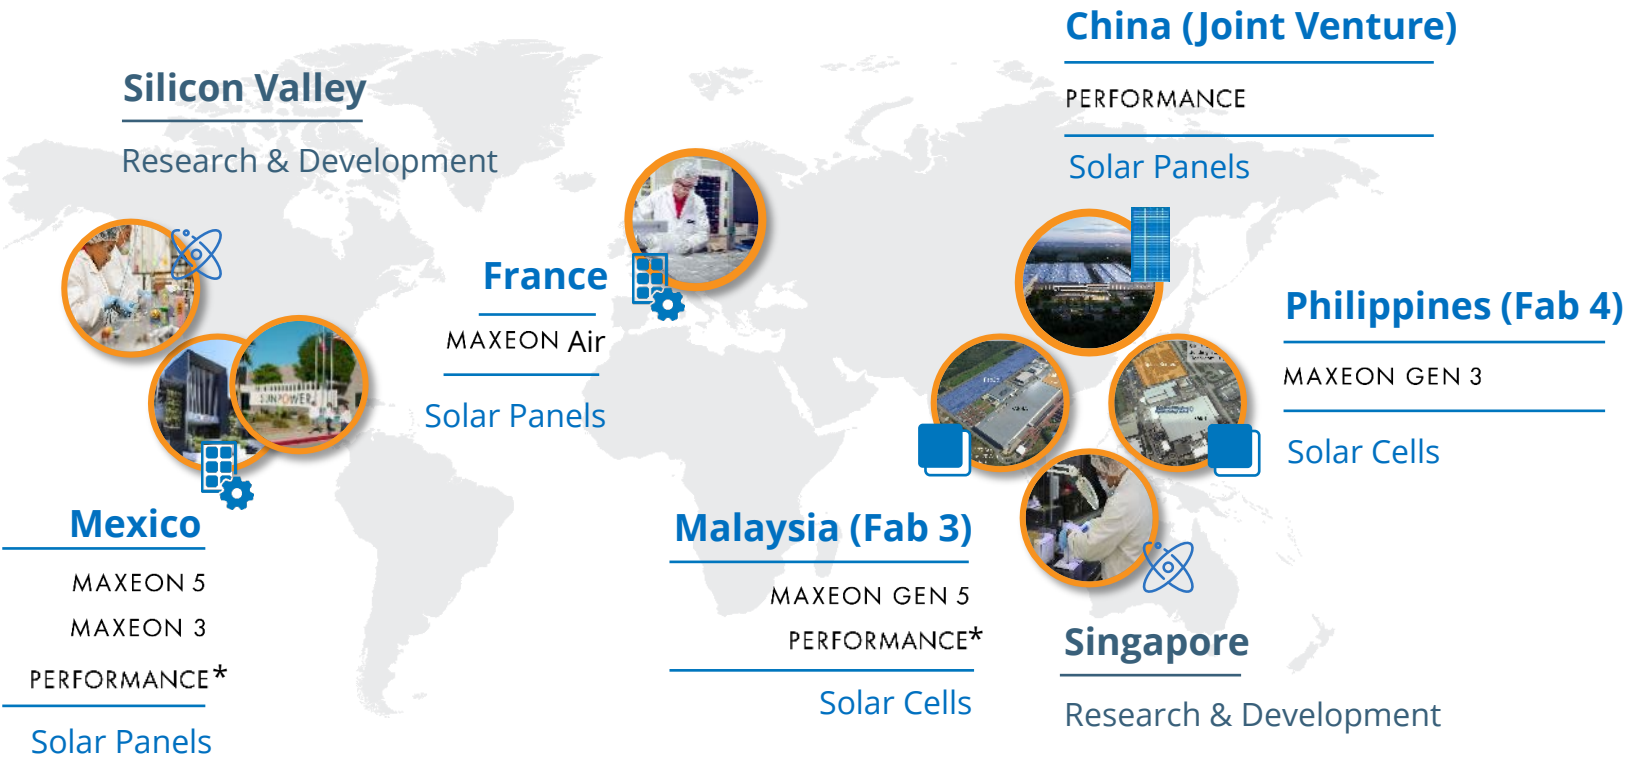 China (Joint Venture)
PERFORMANCE
Solar Panels
Silicon Valley
Research & Development
France
MAXEON Air
Solar Panels
Philippines (Fab 4)
MAXEON GEN 3
Solar Cells
SUNPOWER
Mexico
MAXEON 5
MAXEON 3
PERFORMANCE*
Solar Panels
Malaysia (Fab 3)
MAXEON GEN 5
PERFORMANCE*
Solar Cells
Singapore
Research & Development